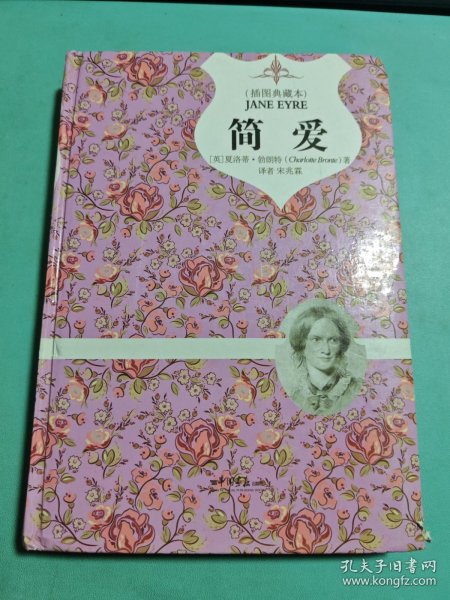 (插图典藏本)
JANE EYRE
简爱
[英]夏洛蒂·勃朗特(Charlotte Bronte)著
译者 宋兆霖
孔夫子旧书网
www.kongfz.com